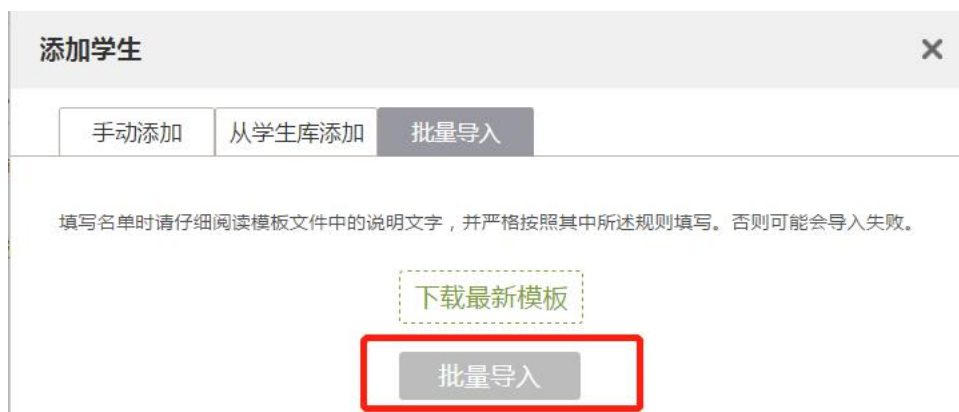 添加学生
手动添加 从学生库添加 批量导入
填写名单时请仔细阅读模板文件中的说明文字，并严格按照其中所述规则填写。否则可能会导入失败。
下载最新模板
批量导入